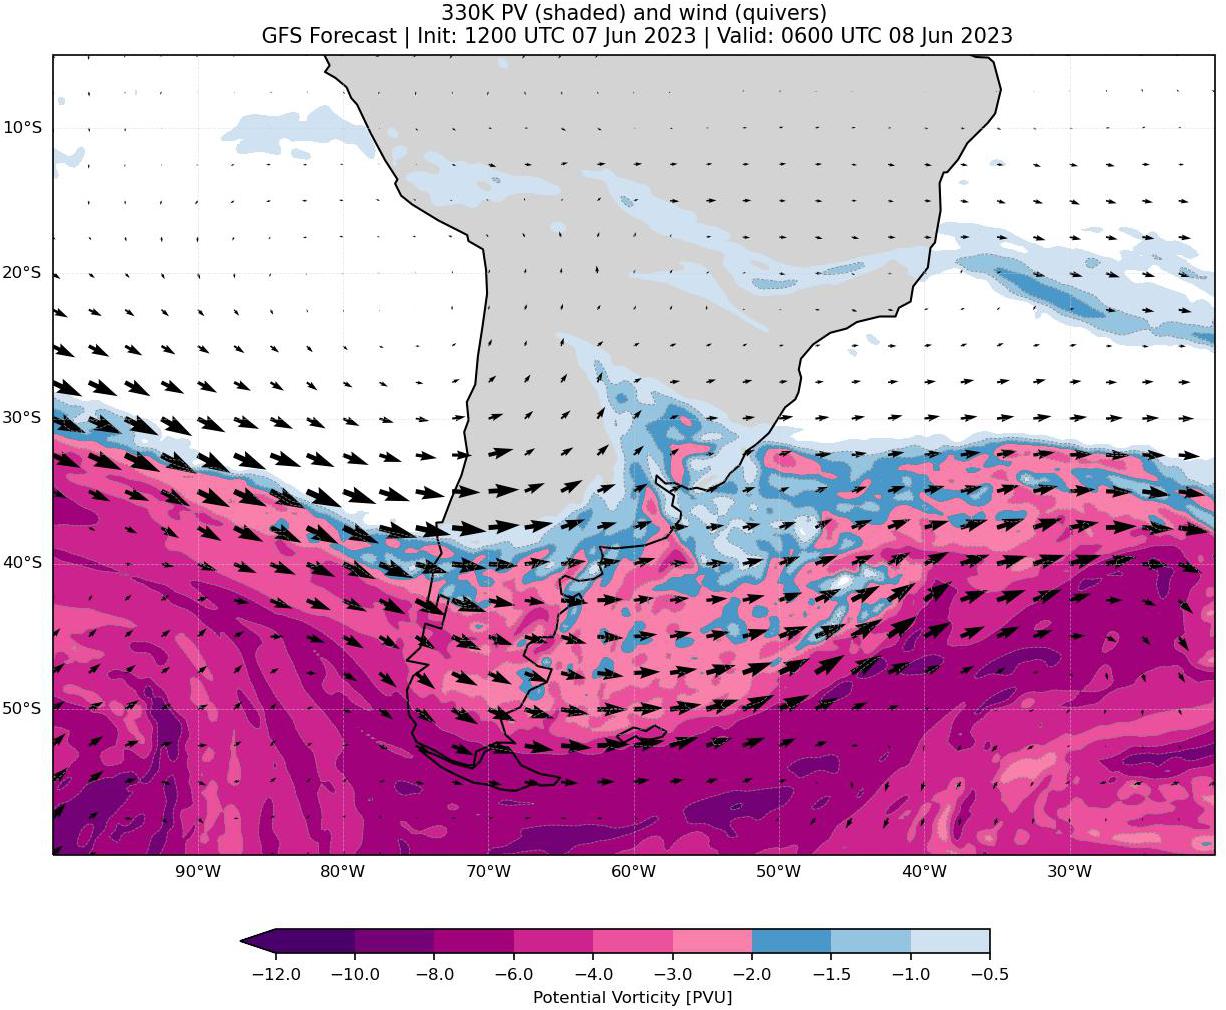 330K PV (shaded) and wind (quivers)
GFS Forecast | Init: 1200 UTC 07 Jun 2023 | Valid: 0600 UTC 08 Jun 2023
10°S
20°S
30°S
40°S
50°S
90°W 80°W 70°W 60°W 50°W 40°W 30°W
−12.0 −10.0 −8.0 −6.0 −4.0 −3.0 −2.0 −1.5 −1.0 −0.5
Potential Vorticity [PVU]